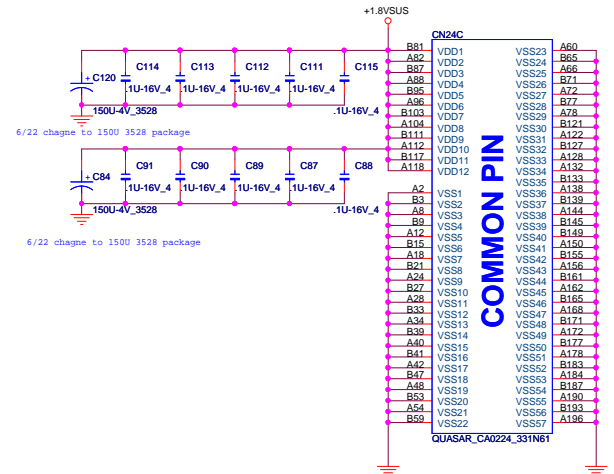 +1.8VSUS
CN24C
B81 VDD1 VSS23 A60
A82 VDD2 VSS24 B65
B87 VDD3 VSS25 A66
A88 VDD4 VSS26 B71
B95 VDD5 VSS27 A72
A96 VDD6 VSS28 B77
B103 VDD7 VSS29 A78
A104 VDD8 VSS30 B121
B111 VDD9 VSS31 A122
A112 VDD10 VSS32 B127
B117 VDD11 VSS33 A128
A118 VDD12 VSS34 A132
VSS35 B133
A2 VSS1 VSS36 A138
B3 VSS2 VSS37 B139
A8 VSS3 VSS38 A144
B9 VSS4 VSS39 B145
A12 VSS5 VSS40 B149
B15 VSS6 VSS41 A150
A18 VSS7 VSS42 B155
B21 VSS8 VSS43 A156
A24 VSS9 VSS44 B161
B27 VSS10 VSS45 A162
A28 VSS11 VSS46 B165
B33 VSS12 VSS47 A168
A34 VSS13 VSS48 B171
B39 VSS14 VSS49 A172
A40 VSS15 VSS50 B177
B41 VSS16 VSS51 A178
A42 VSS17 VSS52 B183
B47 VSS18 VSS53 A184
A48 VSS19 VSS54 B187
B53 VSS20 VSS55 A190
A54 VSS21 VSS56 B193
B59 VSS22 VSS57 A196
COMMON PIN
QUASAR_CA0224_331N61
C114 C113 C112 C111 C115
+ C120
.1U-16V_4 .1U-16V_4 .1U-16V_4 .1U-16V_4 .1U-16V_4
150U-4V_3528
6/22 chagne to 150U 3528 package
C91 C90 C89 C87 C88
+ C84
.1U-16V_4 .1U-16V_4 .1U-16V_4 .1U-16V_4
150U-4V_3528 .1U-16V_4
6/22 chagne to 150U 3528 package